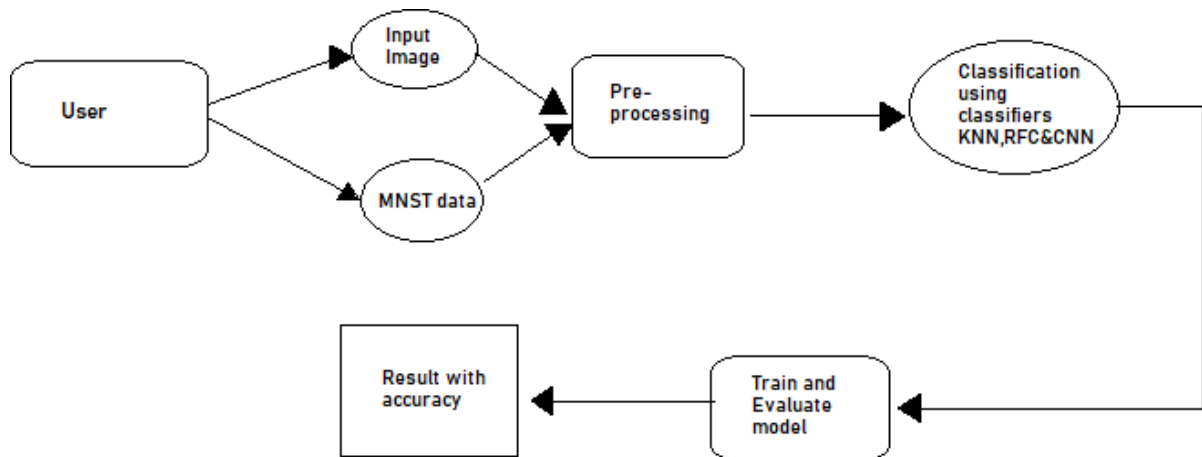 User
Input
Image
MNST data
Pre-
processing
Classification
using
classifiers
KNN,RFC&CNN
Train and
Evaluate
model
Result with
accuracy